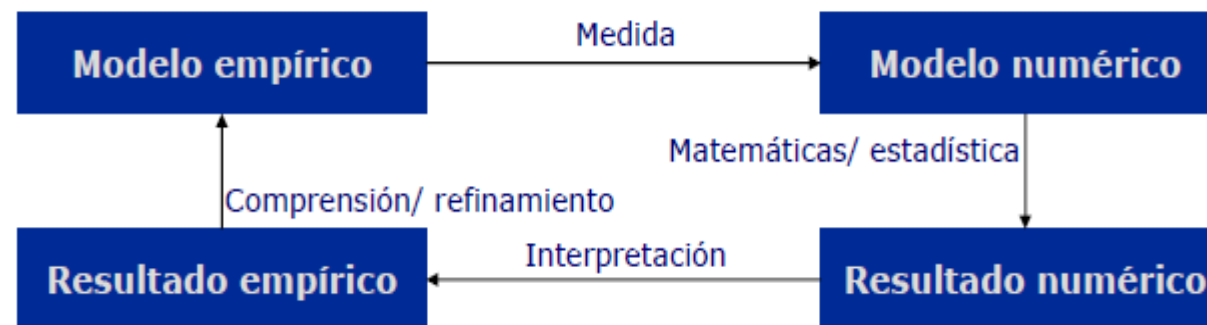 Modelo empírico
Medida
Modelo numérico
Matemáticas/ estadística
Comprensión/ refinamiento
Resultado empírico
Interpretación
Resultado numérico